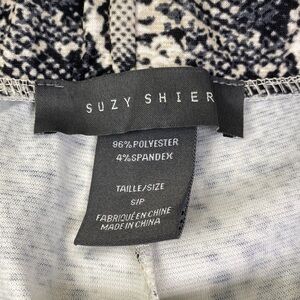 SUZY SHIER
96% POLYESTER
4% SPANDEX
TAILLE/SIZE
S/P
FABRIQUÉ EN CHINE
MADE IN CHINA